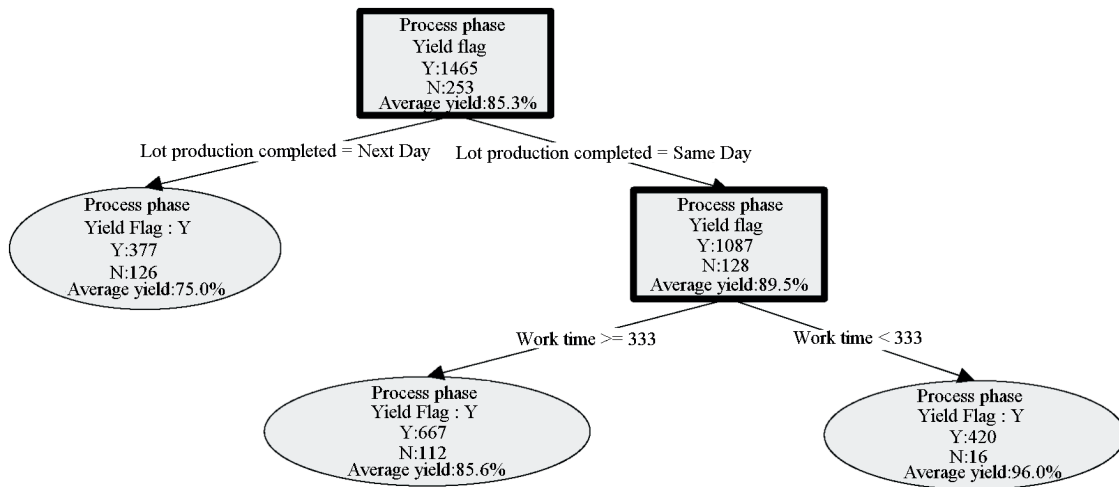 Process phase
Yield flag
Y:1465
N:253
Average yield:85.3%
Lot production completed = Next Day
Lot production completed = Same Day
Process phase
Yield Flag : Y
Y:377
N:126
Average yield:75.0%
Process phase
Yield flag
Y:1087
N:128
Average yield:89.5%
Work time >= 333
Work time < 333
Process phase
Yield Flag : Y
Y:667
N:112
Average yield:85.6%
Process phase
Yield Flag : Y
Y:420
N:16
Average yield:96.0%